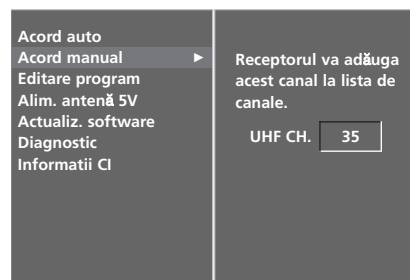 Acord auto
Acord manual ►
Editare program
Alim. antenă 5V
Actualiz. software
Diagnostic
Informatii CI
Receptorul va adăuga
acest canal la lista de
canale.
UHF CH. 35